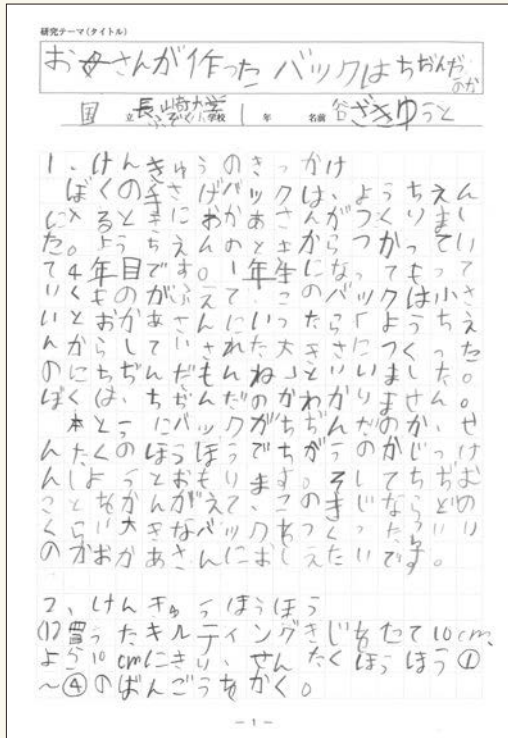 研究テーマ(タイトル)
お母さんが作ったバックはちぢんだのか
国立 長崎大学ふぞく小学校 1年 名前 谷ざきゆうと
1、けんきゅうのきっかけ
ぼくの手さげバックは、ようちえん
に入るときにおかあさんがつくりまし
た。ようちえんの からつかってい
て4年目です。1年生になってもって
いくものがふえて、このバックは小さ
いとおかあさんにいったら「ようちえ
んからしていされた大きさにつくった
のにちぢんだもんね」といいました。
ぼくは、ちぢんだのかわかりません。
本とうにバックがちぢんだのか、せ
んたくのほうほうでちがうのかじっけ
んしようとおもいます。そしてちぢむ
こともかんがえて、このきじならどの
くらい大きなバックをつくったらいい
のかおかあさんにおしえたいです。
2、けんきゅうほうほう
(1)買ったキルティングきじをたて10cm、
よこ10cmにきり、せんたくほうほう①
~④のばんごうをかく。
- 1 -